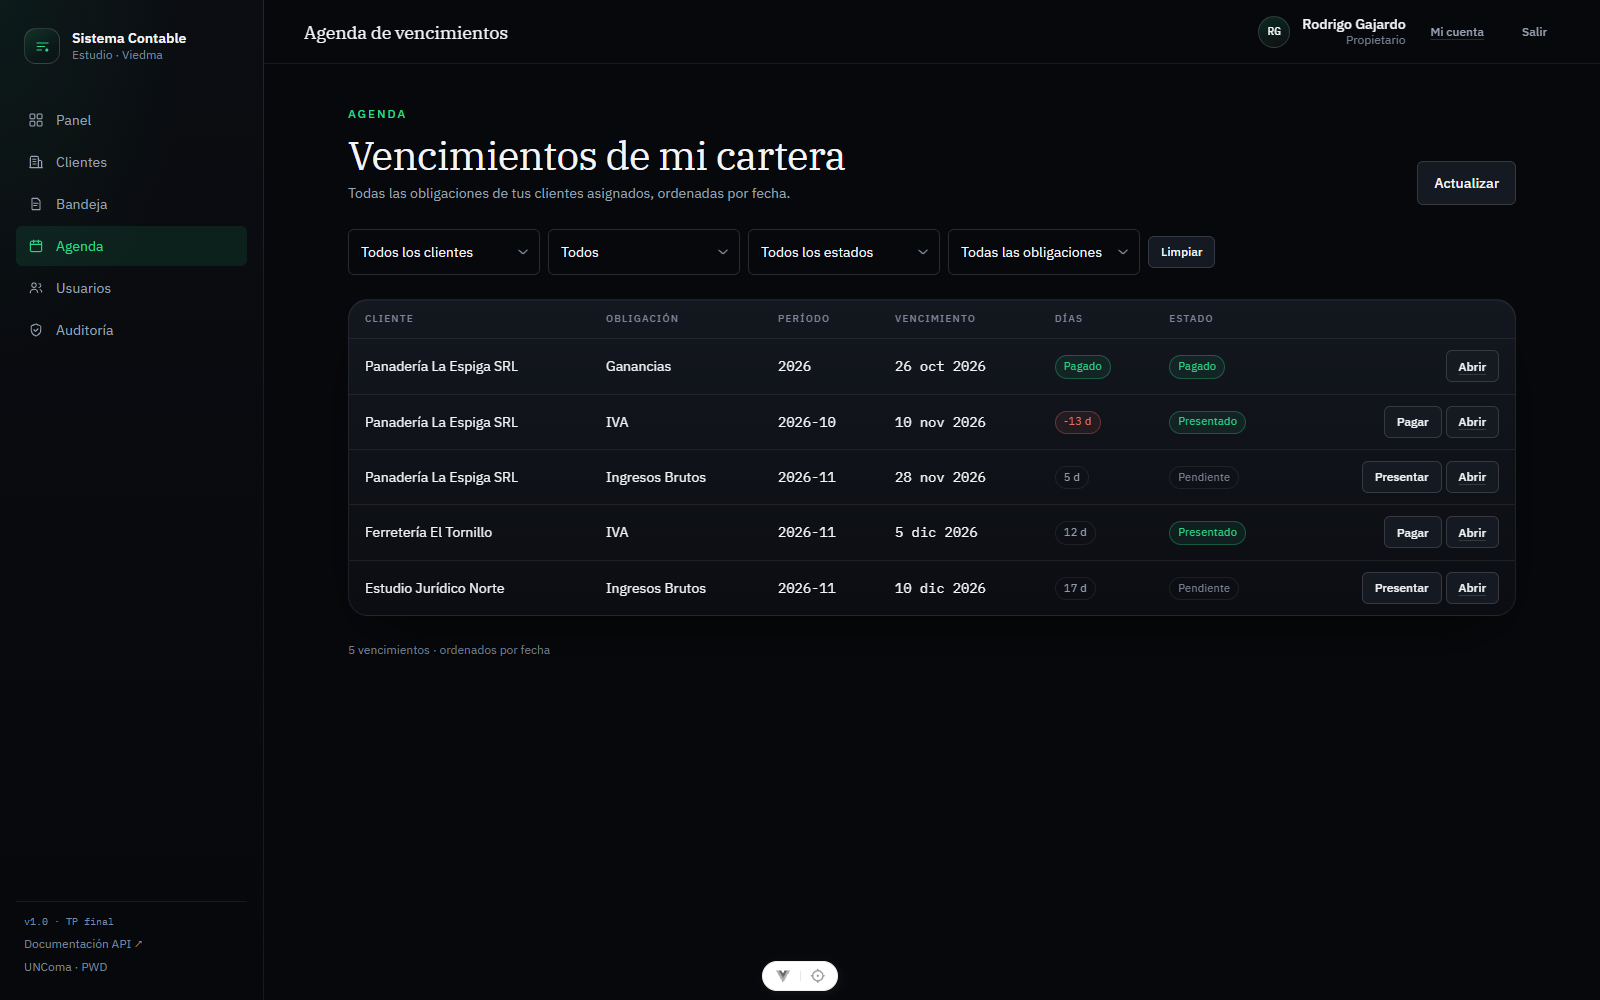 Sistema Contable
Estudio · Viedma
Panel
Clientes
Bandeja
Agenda
Usuarios
Auditoría
v1.0 · TP final
Documentación API ↗
UNComa · PWD
Agenda de vencimientos
RG
Rodrigo Gajardo
Propietario
Mi cuenta
Salir
AGENDA
Vencimientos de mi cartera
Todas las obligaciones de tus clientes asignados, ordenadas por fecha.
Actualizar
Todos los clientes
Todos
Todos los estados
Todas las obligaciones
Limpiar
CLIENTE OBLIGACIÓN PERÍODO VENCIMIENTO DÍAS ESTADO
Panadería La Espiga SRL Ganancias 2026 26 oct 2026 Pagado Pagado Abrir
Panadería La Espiga SRL IVA 2026-10 10 nov 2026 -13 d Presentado Pagar Abrir
Panadería La Espiga SRL Ingresos Brutos 2026-11 28 nov 2026 5 d Pendiente Presentar Abrir
Ferretería El Tornillo IVA 2026-11 5 dic 2026 12 d Presentado Pagar Abrir
Estudio Jurídico Norte Ingresos Brutos 2026-11 10 dic 2026 17 d Pendiente Presentar Abrir
5 vencimientos · ordenados por fecha